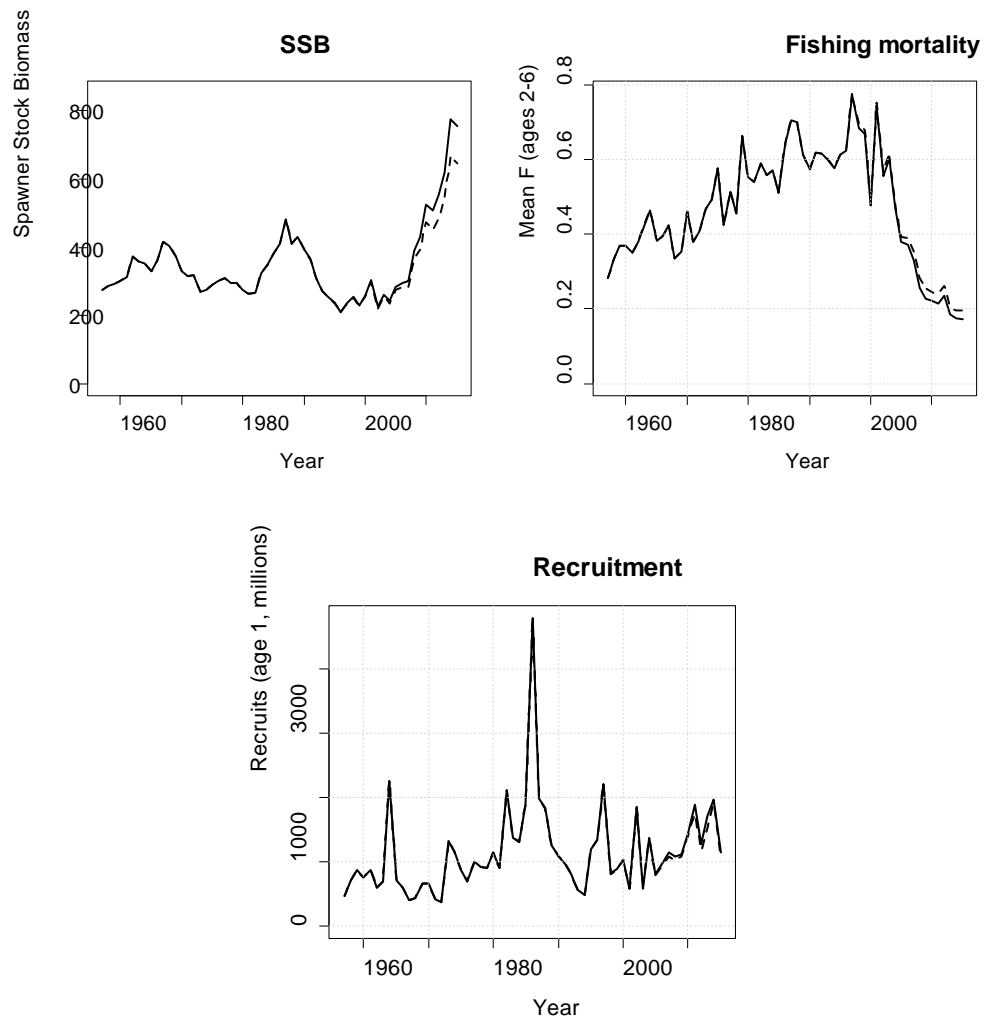 SSB
Spawner Stock Biomass
800
600
400
200
0
1960 1980 2000
Year
Fishing mortality
Mean F (ages 2-6)
0.8
0.6
0.4
0.2
0.0
1960 1980 2000
Year
Recruitment
Recruits (age 1, millions)
3000
1000
0
1960 1980 2000
Year